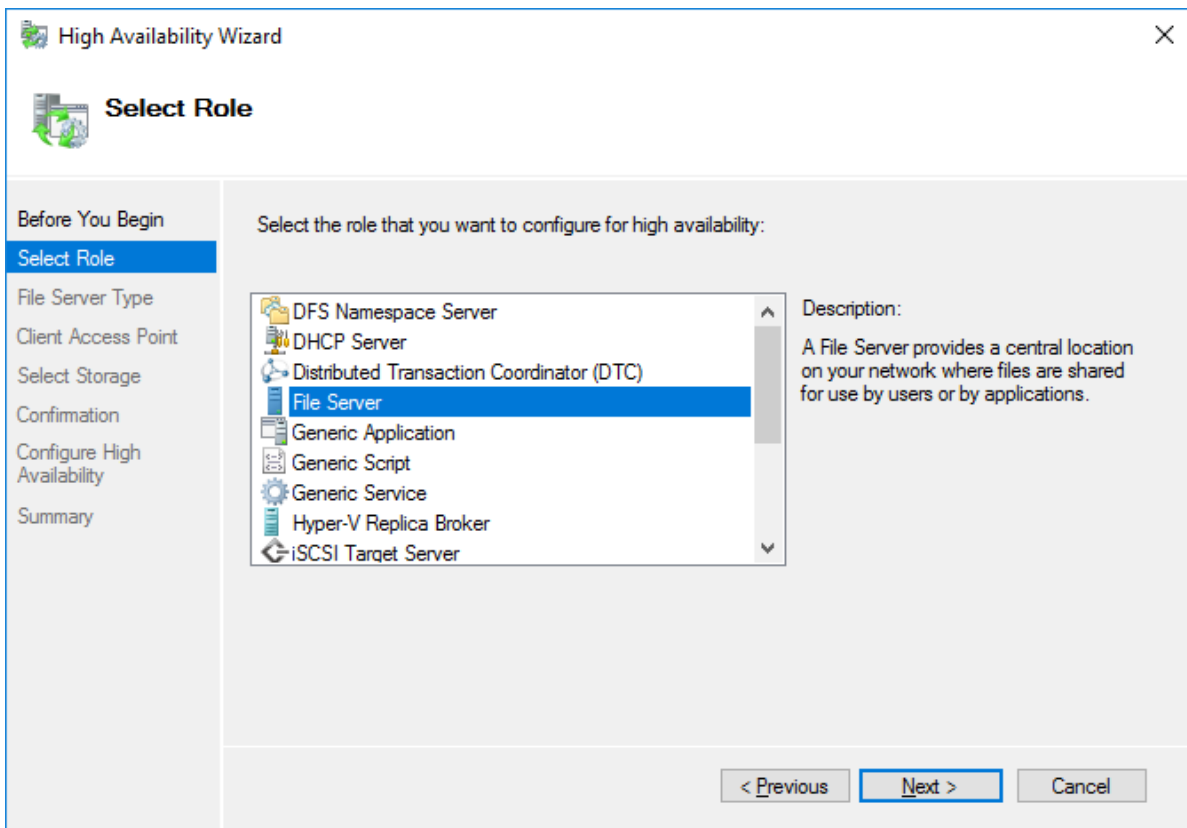 High Availability Wizard
Select Role
Before You Begin
Select Role
File Server Type
Client Access Point
Select Storage
Confirmation
Configure High
Availability
Summary
Select the role that you want to configure for high availability:
DFS Namespace Server
DHCP Server
Distributed Transaction Coordinator (DTC)
File Server
Generic Application
Generic Script
Generic Service
Hyper-V Replica Broker
iSCSI Target Server
Description:
A File Server provides a central location
on your network where files are shared
for use by users or by applications.
< Previous
Next >
Cancel